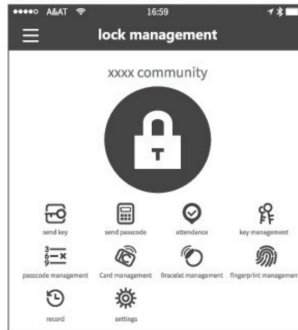 A&AT 16:59
lock management
xxxx community
T
send key send passcode attendance key management
passcode management Card management Bracelet management fingerprint management
record settings